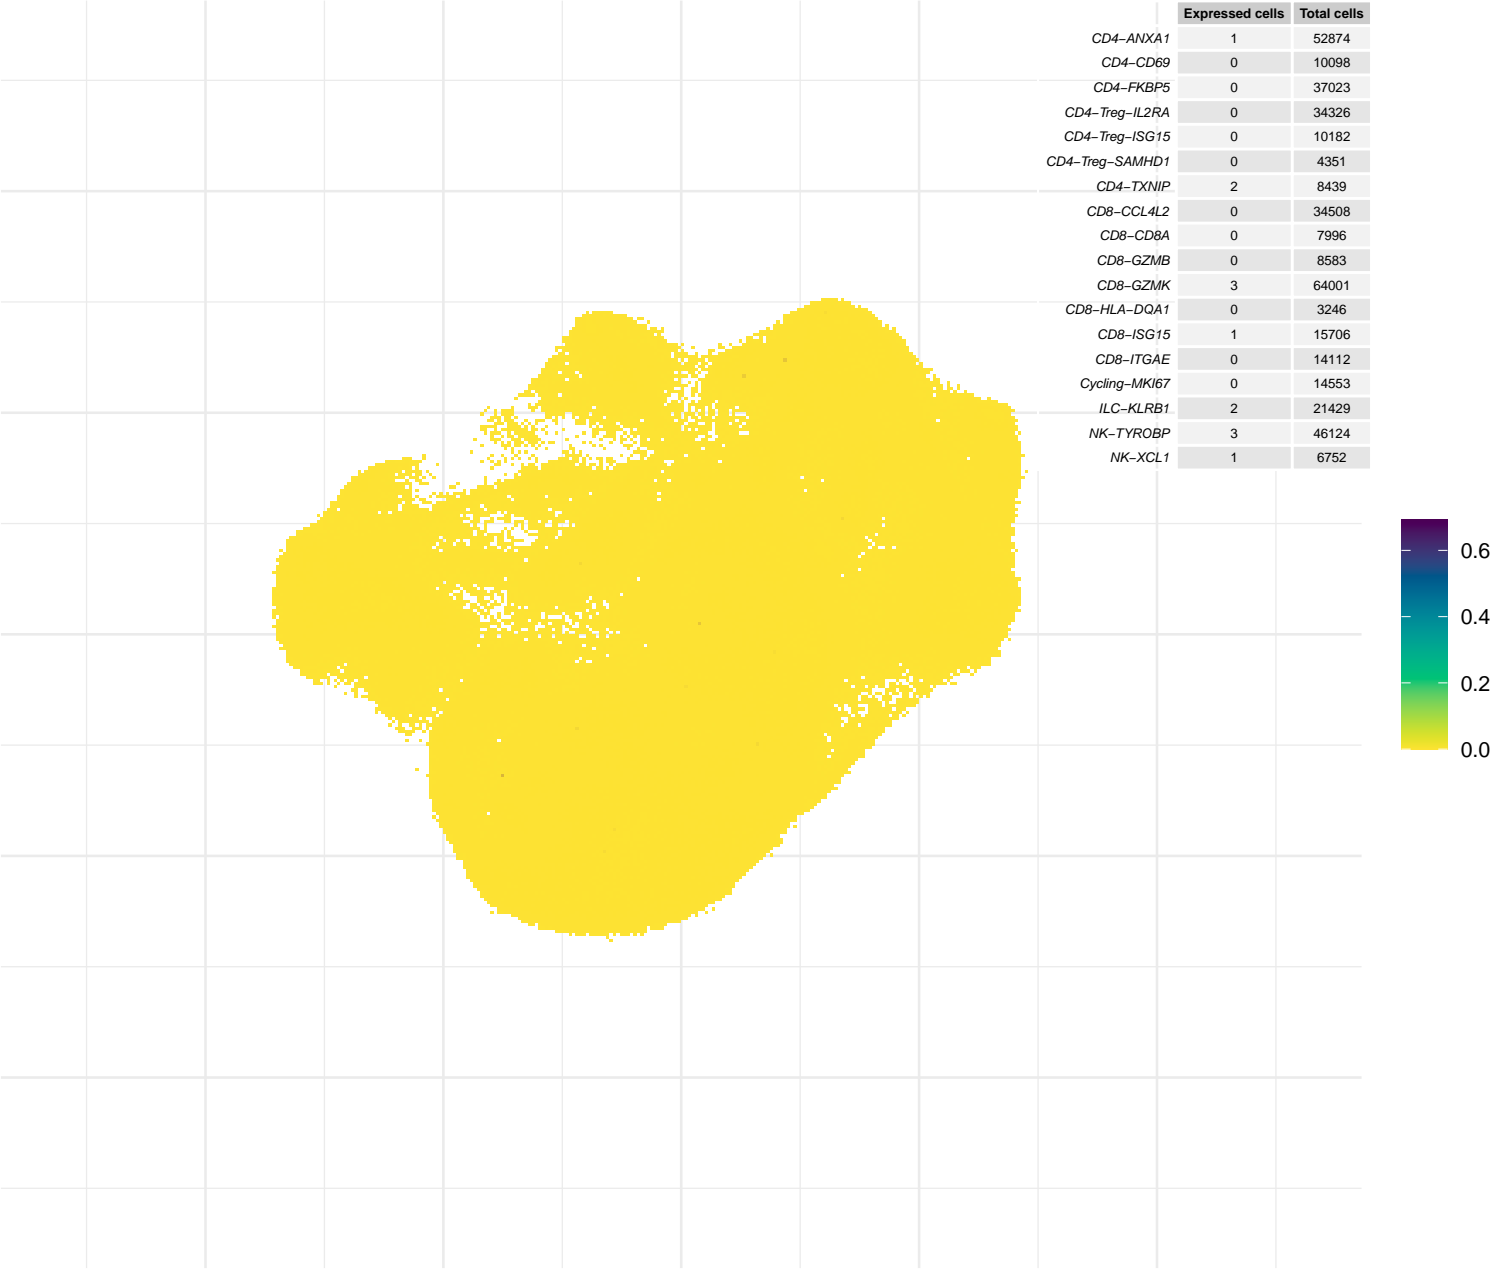 Expressed cells Total cells
CD4−ANXA1 1 52874
CD4−CD69 0 10098
CD4−FKBP5 0 37023
CD4−Treg−IL2RA 0 34326
CD4−Treg−ISG15 0 10182
CD4−Treg−SAMHD1 0 4351
CD4−TXNIP 2 8439
CD8−CCL4L2 0 34508
CD8−CD8A 0 7996
CD8−GZMB 0 8583
CD8−GZMK 3 64001
CD8−HLA−DQA1 0 3246
CD8−ISG15 1 15706
CD8−ITGAE 0 14112
Cycling−MKI67 0 14553
ILC−KLRB1 2 21429
NK−TYROBP 3 46124
NK−XCL1 1 6752
0.6
0.4
0.2
0.0